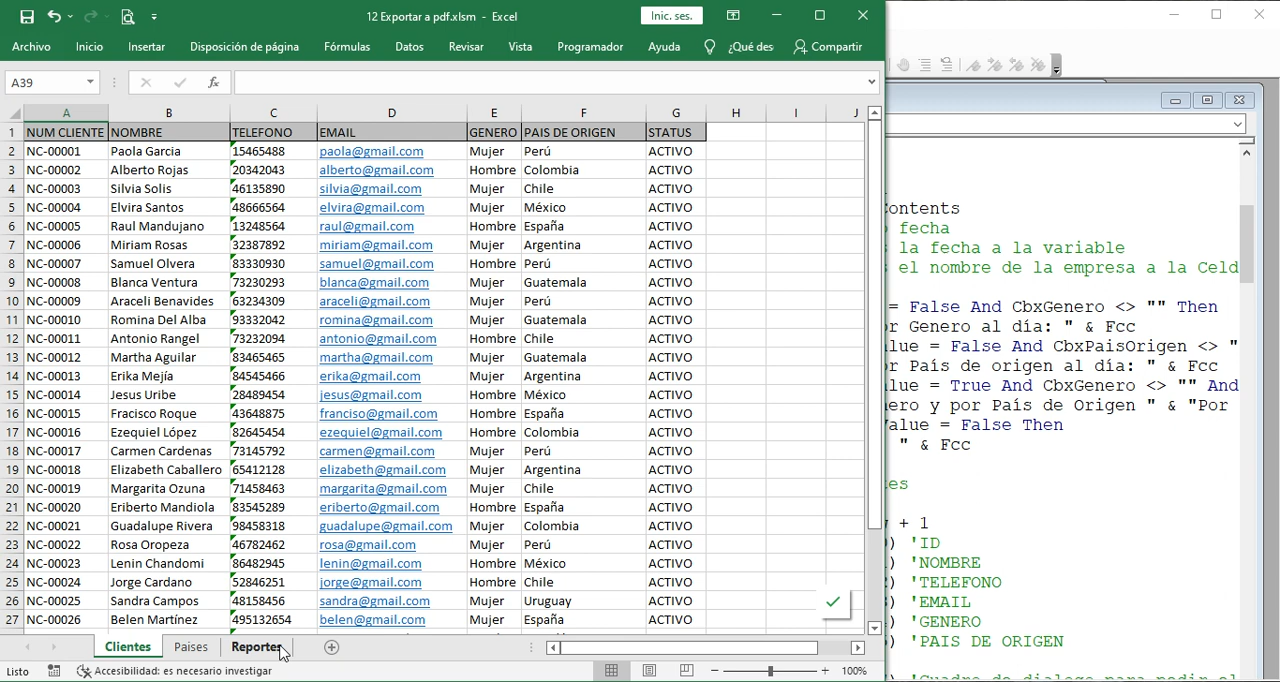 12 Exportar a pdf.xlsm - Excel
Inic. ses.
Archivo Inicio Insertar Disposición de página Fórmulas Datos Revisar Vista Programador Ayuda ¿Qué des Compartir
A39 fx
A B C D E F G H I J
1 NUM CLIENTE NOMBRE TELEFONO EMAIL GENERO PAIS DE ORIGEN STATUS
2 NC-00001 Paola Garcia 15465488 paola@gmail.com Mujer Perú ACTIVO
3 NC-00002 Alberto Rojas 20342043 alberto@gmail.com Hombre Colombia ACTIVO
4 NC-00003 Silvia Solis 46135890 silvia@gmail.com Mujer Chile ACTIVO
5 NC-00004 Elvira Santos 48666564 elvira@gmail.com Mujer México ACTIVO
6 NC-00005 Raul Mandujano 13248564 raul@gmail.com Hombre España ACTIVO
7 NC-00006 Miriam Rosas 32387892 miriam@gmail.com Mujer Argentina ACTIVO
8 NC-00007 Samuel Olvera 83330930 samuel@gmail.com Hombre Perú ACTIVO
9 NC-00008 Blanca Ventura 73230293 blanca@gmail.com Mujer Guatemala ACTIVO
10 NC-00009 Araceli Benavides 63234309 araceli@gmail.com Mujer Perú ACTIVO
11 NC-00010 Romina Del Alba 93332042 romina@gmail.com Mujer Guatemala ACTIVO
12 NC-00011 Antonio Rangel 73232094 antonio@gmail.com Hombre Chile ACTIVO
13 NC-00012 Martha Aguilar 83465465 martha@gmail.com Mujer Guatemala ACTIVO
14 NC-00013 Erika Mejía 84545466 erika@gmail.com Mujer Argentina ACTIVO
15 NC-00014 Jesus Uribe 28489454 jesus@gmail.com Hombre México ACTIVO
16 NC-00015 Fracisco Roque 43648875 franciso@gmail.com Hombre España ACTIVO
17 NC-00016 Ezequiel López 82645454 ezequiel@gmail.com Hombre Colombia ACTIVO
18 NC-00017 Carmen Cardenas 73145792 carmen@gmail.com Mujer Perú ACTIVO
19 NC-00018 Elizabeth Caballero 65412128 elizabeth@gmail.com Mujer Argentina ACTIVO
20 NC-00019 Margarita Ozuna 71458463 margarita@gmail.com Mujer Chile ACTIVO
21 NC-00020 Eriberto Mandiola 83545289 eriberto@gmail.com Hombre España ACTIVO
22 NC-00021 Guadalupe Rivera 98458318 guadalupe@gmail.com Mujer Colombia ACTIVO
23 NC-00022 Rosa Oropeza 46782462 rosa@gmail.com Mujer Perú ACTIVO
24 NC-00023 Lenin Chandomi 86482945 lenin@gmail.com Hombre México ACTIVO
25 NC-00024 Jorge Cardano 52846251 jorge@gmail.com Hombre Chile ACTIVO
26 NC-00025 Sandra Campos 48158456 sandra@gmail.com Mujer Uruguay ACTIVO
27 NC-00026 Belen Martínez 495132654 belen@gmail.com Mujer España ACTIVO
Clientes Paises Reportes
Listo Accesibilidad: es necesario investigar 100%
Contents
fecha
s la fecha a la variable
s el nombre de la empresa a la Celd
= False And CbxGenero <> "" Then
or Genero al día: " & Fcc
alue = False And CbxPaisOrigen <> "
or País de origen al día: " & Fcc
alue = True And CbxGenero <> "" And
nero y por País de Origen " & "Por
Value = False Then
" & Fcc
tes
+ 1
) 'ID
) 'NOMBRE
) 'TELEFONO
) 'EMAIL
) 'GENERO
) 'PAIS DE ORIGEN
'Cuadro de dialogo para pedir el